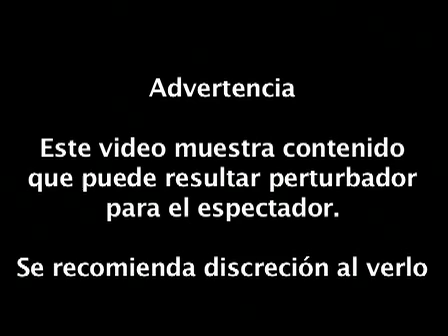 Advertencia
Este video muestra contenido
que puede resultar perturbador
para el espectador.
Se recomienda discreción al verlo